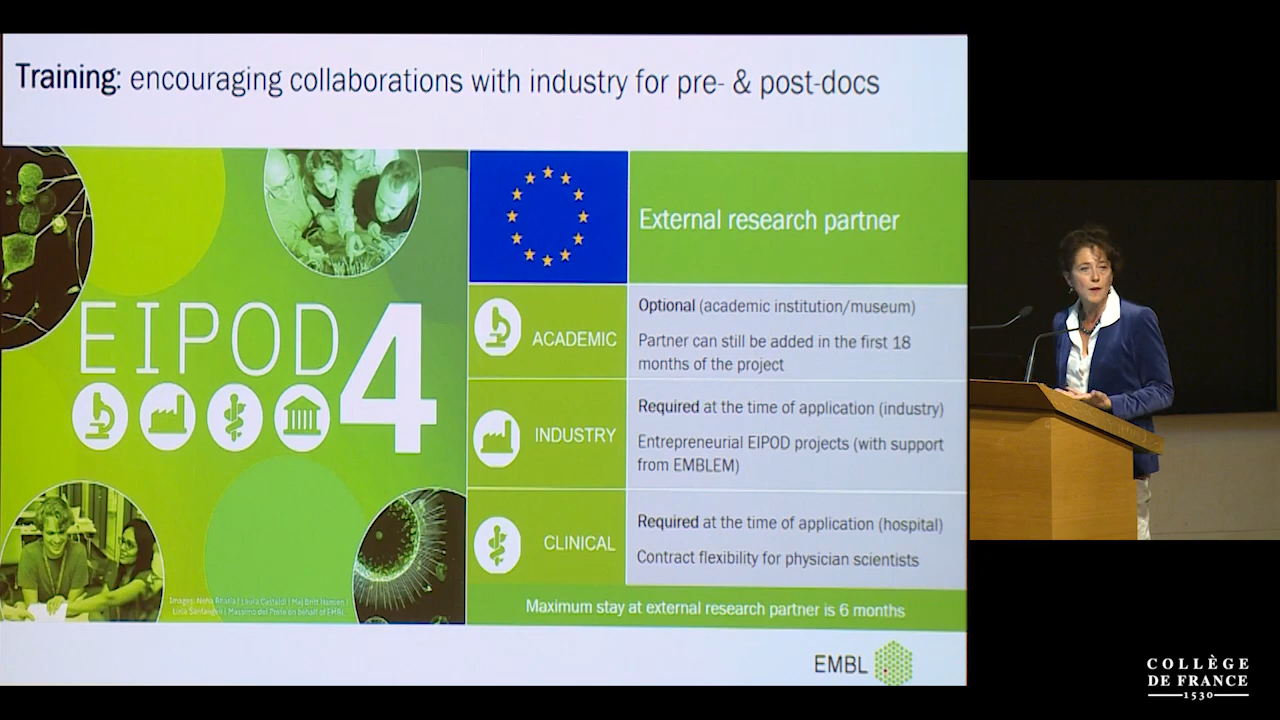 Training: encouraging collaborations with industry for pre- & post-docs
EIPOD4
External research partner
ACADEMIC
Optional (academic institution/museum)
Partner can still be added in the first 18
months of the project
INDUSTRY
Required at the time of application (industry)
Entrepreneurial EIPOD projects (with support
from EMBLEM)
CLINICAL
Required at the time of application (hospital)
Contract flexibility for physician scientists
Maximum stay at external research partner is 6 months
EMBL
COLLÈGE
DE FRANCE
1530